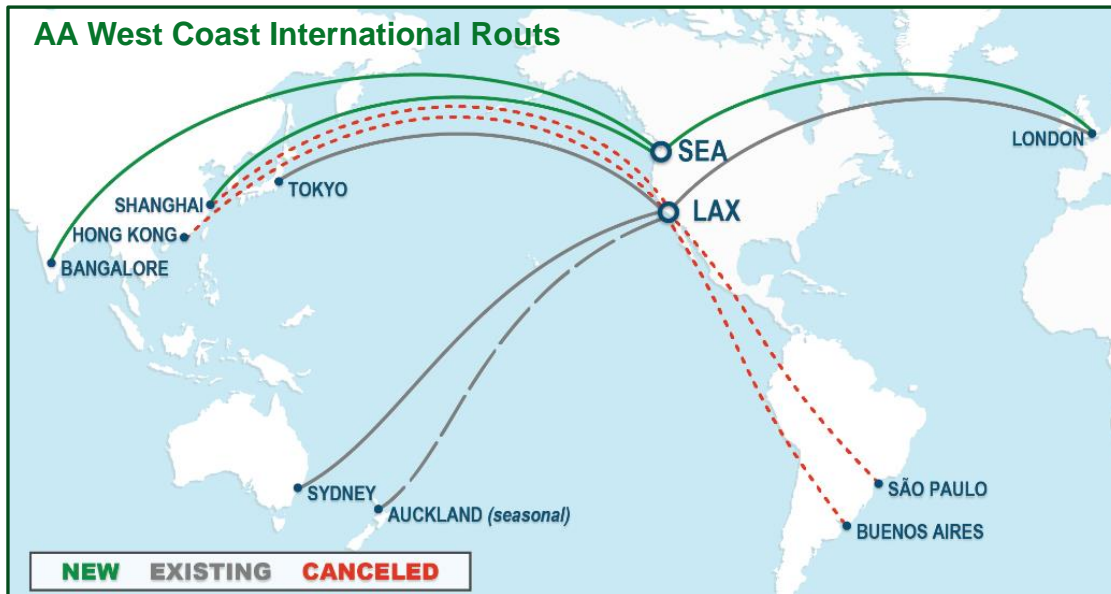 AA West Coast International Routs
SEA
LONDON
TOKYO
SHANGHAI
LAX
HONG KONG
BANGALORE
SYDNEY
SÃO PAULO
AUCKLAND (seasonal)
BUENOS AIRES
NEW EXISTING CANCELED